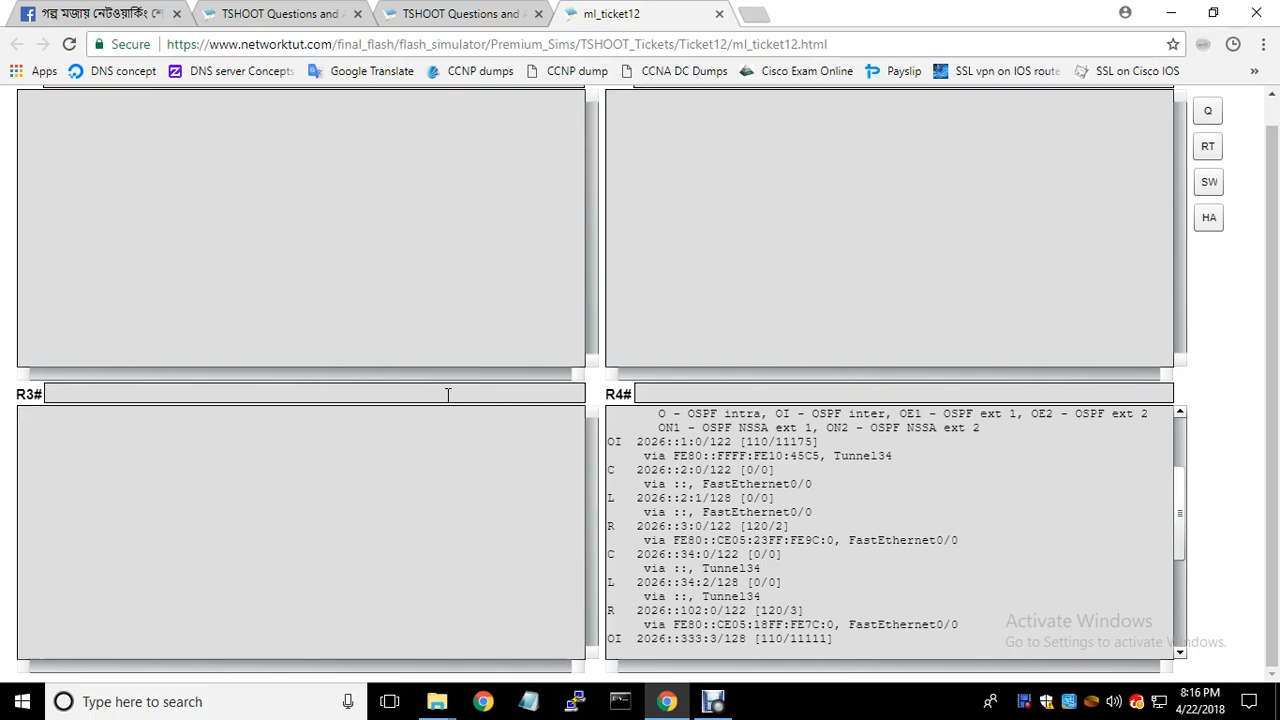 গল্প মজায় নেটওয়ার্কিং শে
TSHOOT Questions and A
TSHOOT Questions and A
ml_ticket12
Secure
https://www.networktut.com/final_flash/flash_simulator/Premium_Sims/TSHOOT_Tickets/Ticket12/ml_ticket12.html
Apps
DNS concept
DNS server Concepts
Google Translate
CCNP dumps
CCNP dump
CCNA DC Dumps
Cisco Exam Online
Payslip
SSL vpn on IOS route
SSL on Cisco IOS
»
Q
RT
SW
HA
R3#
R4#
O - OSPF intra, OI - OSPF inter, OE1 - OSPF ext 1, OE2 - OSPF ext 2
ON1 - OSPF NSSA ext 1, ON2 - OSPF NSSA ext 2
OI 2026::1:0/122 [110/11175]
via FE80::FFFF:FE10:45C5, Tunnel34
C 2026::2:0/122 [0/0]
via ::, FastEthernet0/0
L 2026::2:1/128 [0/0]
via ::, FastEthernet0/0
R 2026::3:0/122 [120/2]
via FE80::CE05:23FF:FE9C:0, FastEthernet0/0
C 2026::34:0/122 [0/0]
via ::, Tunnel34
L 2026::34:2/128 [0/0]
via ::, Tunnel34
R 2026::102:0/122 [120/3]
via FE80::CE05:18FF:FE7C:0, FastEthernet0/0
OI 2026::333:3/128 [110/11111]
Activate Windows
Go to Settings to activate Windows.
Type here to search
8:16 PM
4/22/2018